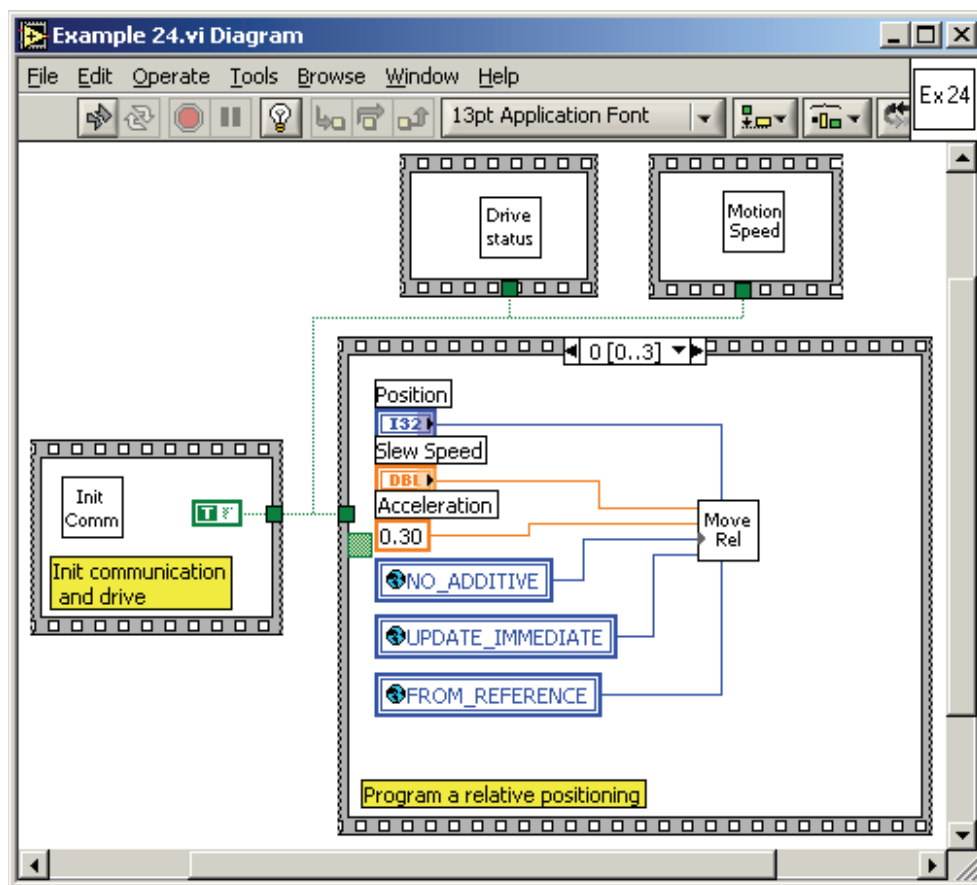 Example 24.vi Diagram
File Edit Operate Tools Browse Window Help
13pt Application Font
Ex24
Drive
status
Motion
Speed
0 [0..3]
Position
I32
Slew Speed
DBL
Acceleration
0.30
Move
Rel
Init
Comm
T
Init communication
and drive
NO_ADDITIVE
UPDATE_IMMEDIATE
FROM_REFERENCE
Program a relative positioning